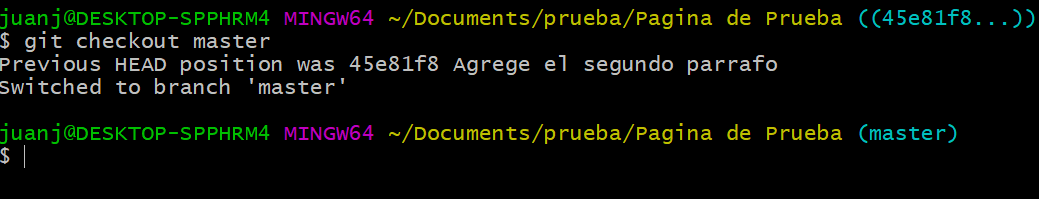 juanj@DESKTOP-SPPHRM4 MINGW64 ~/Documents/prueba/Pagina de Prueba ((45e81f8...))
$ git checkout master
Previous HEAD position was 45e81f8 Agrege el segundo parrafo
Switched to branch 'master'
juanj@DESKTOP-SPPHRM4 MINGW64 ~/Documents/prueba/Pagina de Prueba (master)
$